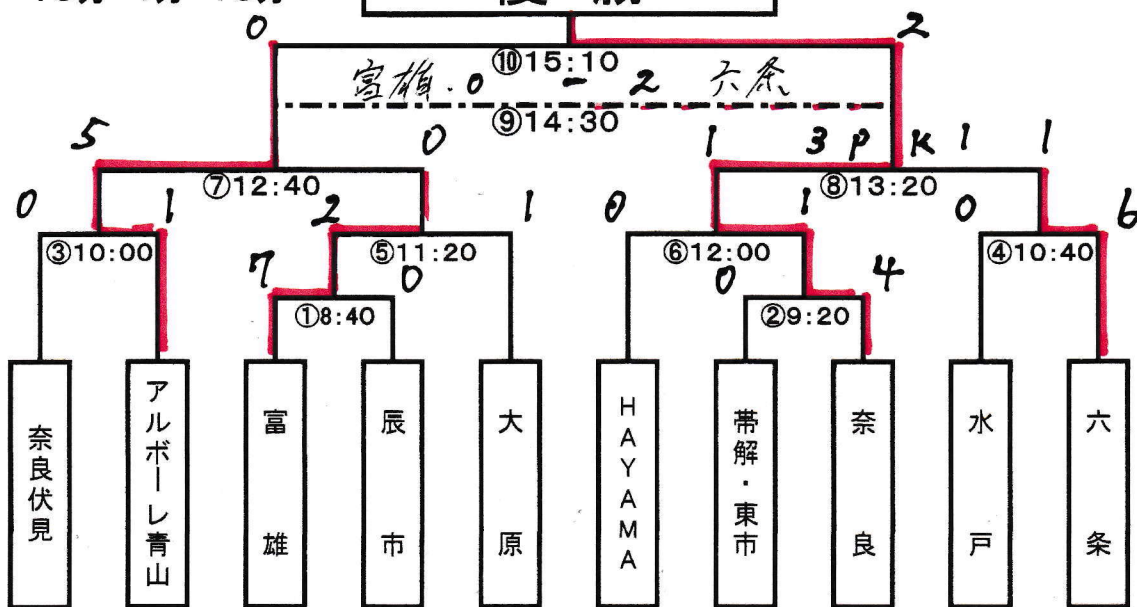 0 2
⑩15:10
富雄.0 - 2 六条
⑨14:30
5 0 1 3 P K 1 1
⑦12:40 ⑧13:20
0 1 2 1 0 1 0 6
③10:00 ⑤11:20 ⑥12:00 ④10:40
7 0 0 4
①8:40 ②9:20
奈良伏見
アルボーレ青山
富雄
辰市
大原
HAYAMA
帯解・東市
奈良
水戸
六条